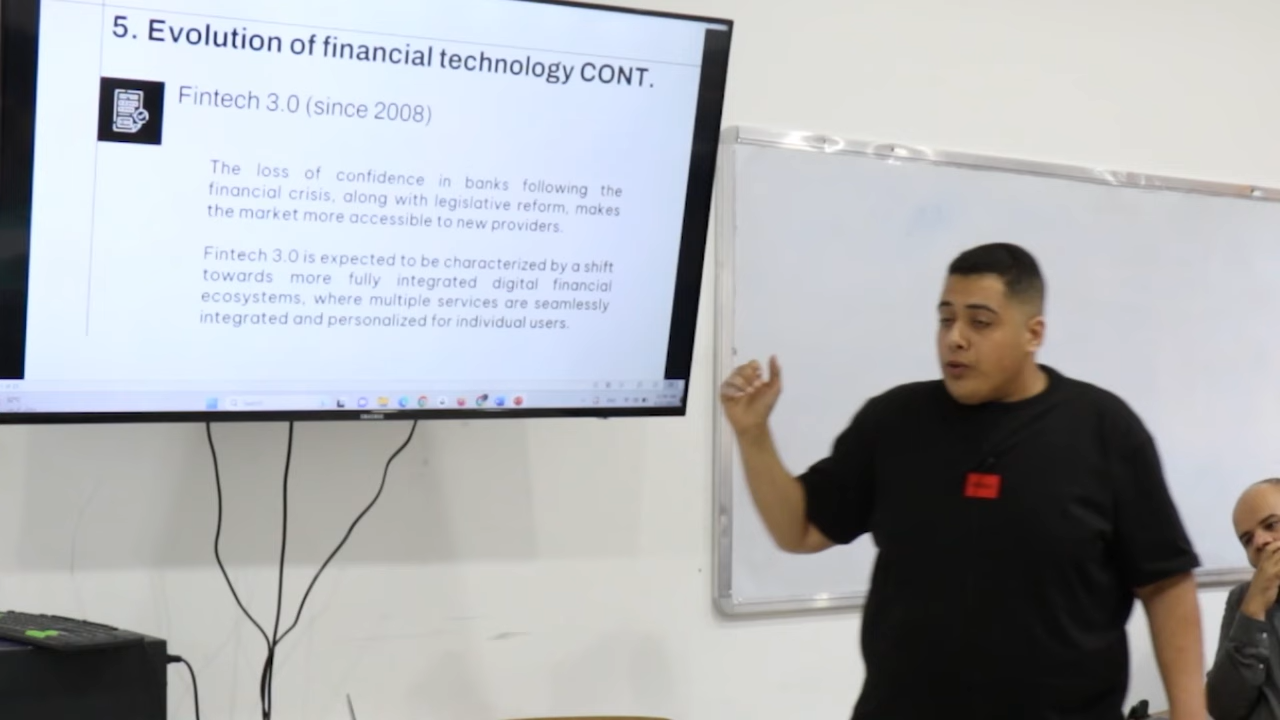 5. Evolution of financial technology CONT.
Fintech 3.0 (since 2008)
The loss of confidence in banks following the
financial crisis, along with legislative reform, makes
the market more accessible to new providers.
Fintech 3.0 is expected to be characterized by a shift
towards more fully integrated digital financial
ecosystems, where multiple services are seamlessly
integrated and personalized for individual users.
Search